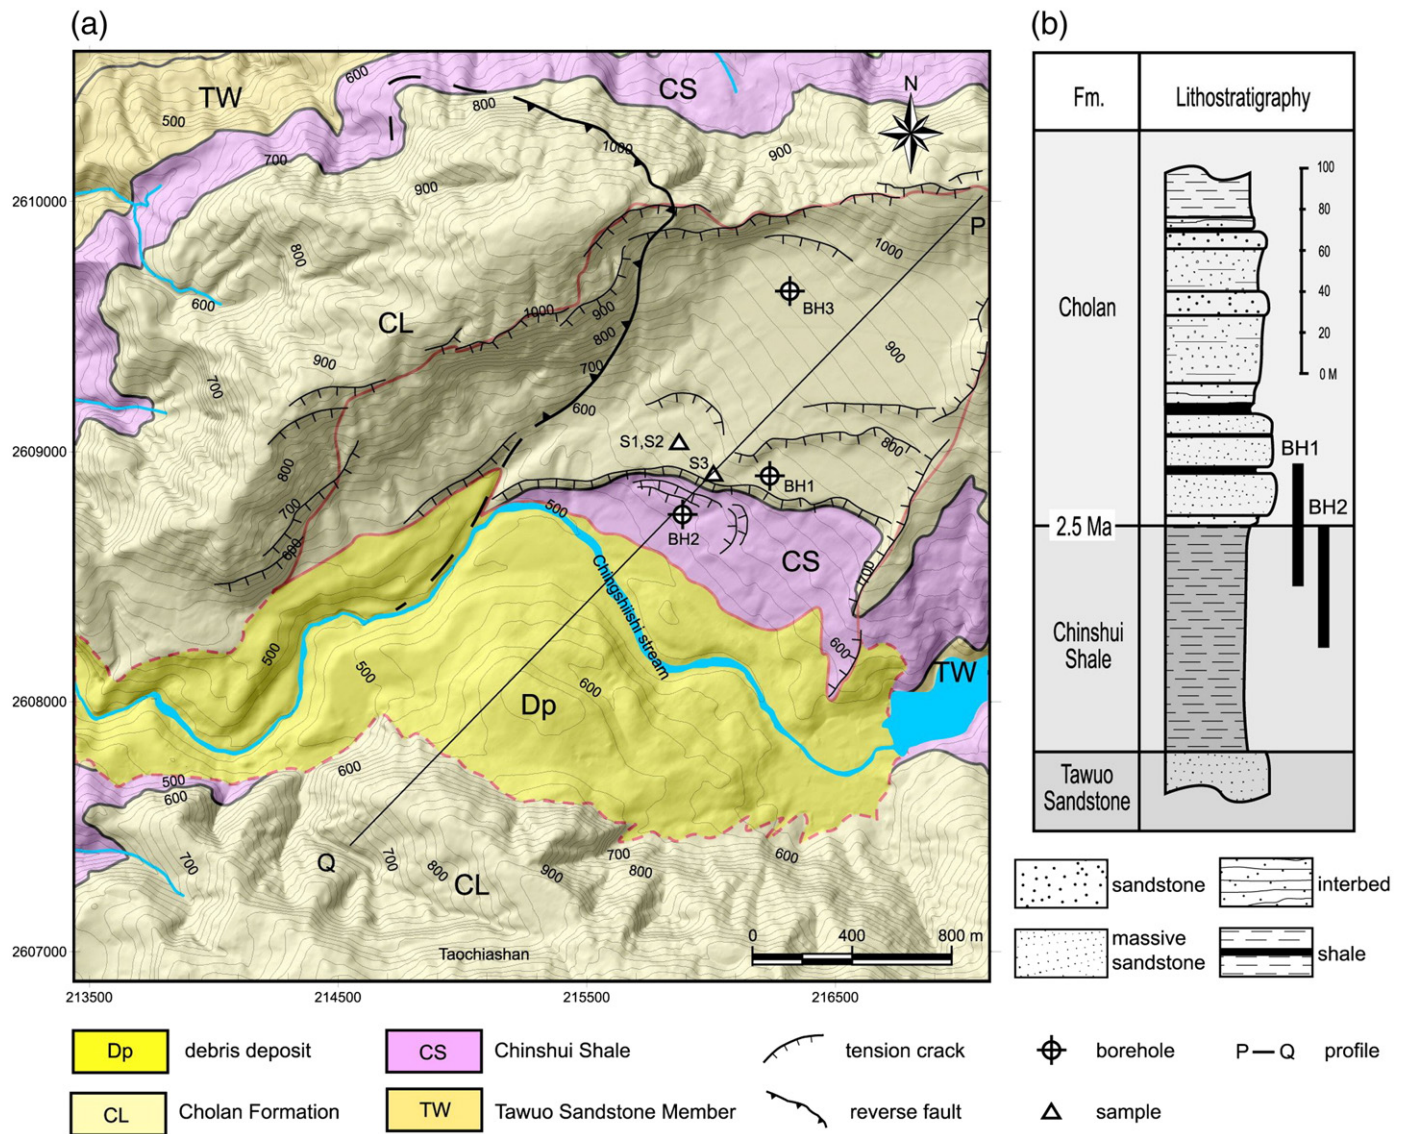 (a)
(b)
TW
600
CS
N
500
800
700
1000
900
900
2610000
P
800
1000
600
BH3
CL
1000
900
800
900
700
900
700
600
2609000
S1,S2
800
S3
800
BH1
700
500
BH2
600
CS
700
Chingshiishi stream
500
500
600
600
TW
2608000
Dp
500
600
600
Q
700
800
CL
900
700
800
600
700
Taochiashan
0 400 800 m
2607000
213500 214500 215500 216500
Fm. Lithostratigraphy
100
80
60
40
20
0 M
Cholan
BH1
BH2
2.5 Ma
Chinshui
Shale
Tawuo
Sandstone
sandstone
interbed
massive
sandstone
shale
Dp debris deposit
CS Chinshui Shale
tension crack
borehole
P — Q profile
CL Cholan Formation
TW Tawuo Sandstone Member
reverse fault
sample